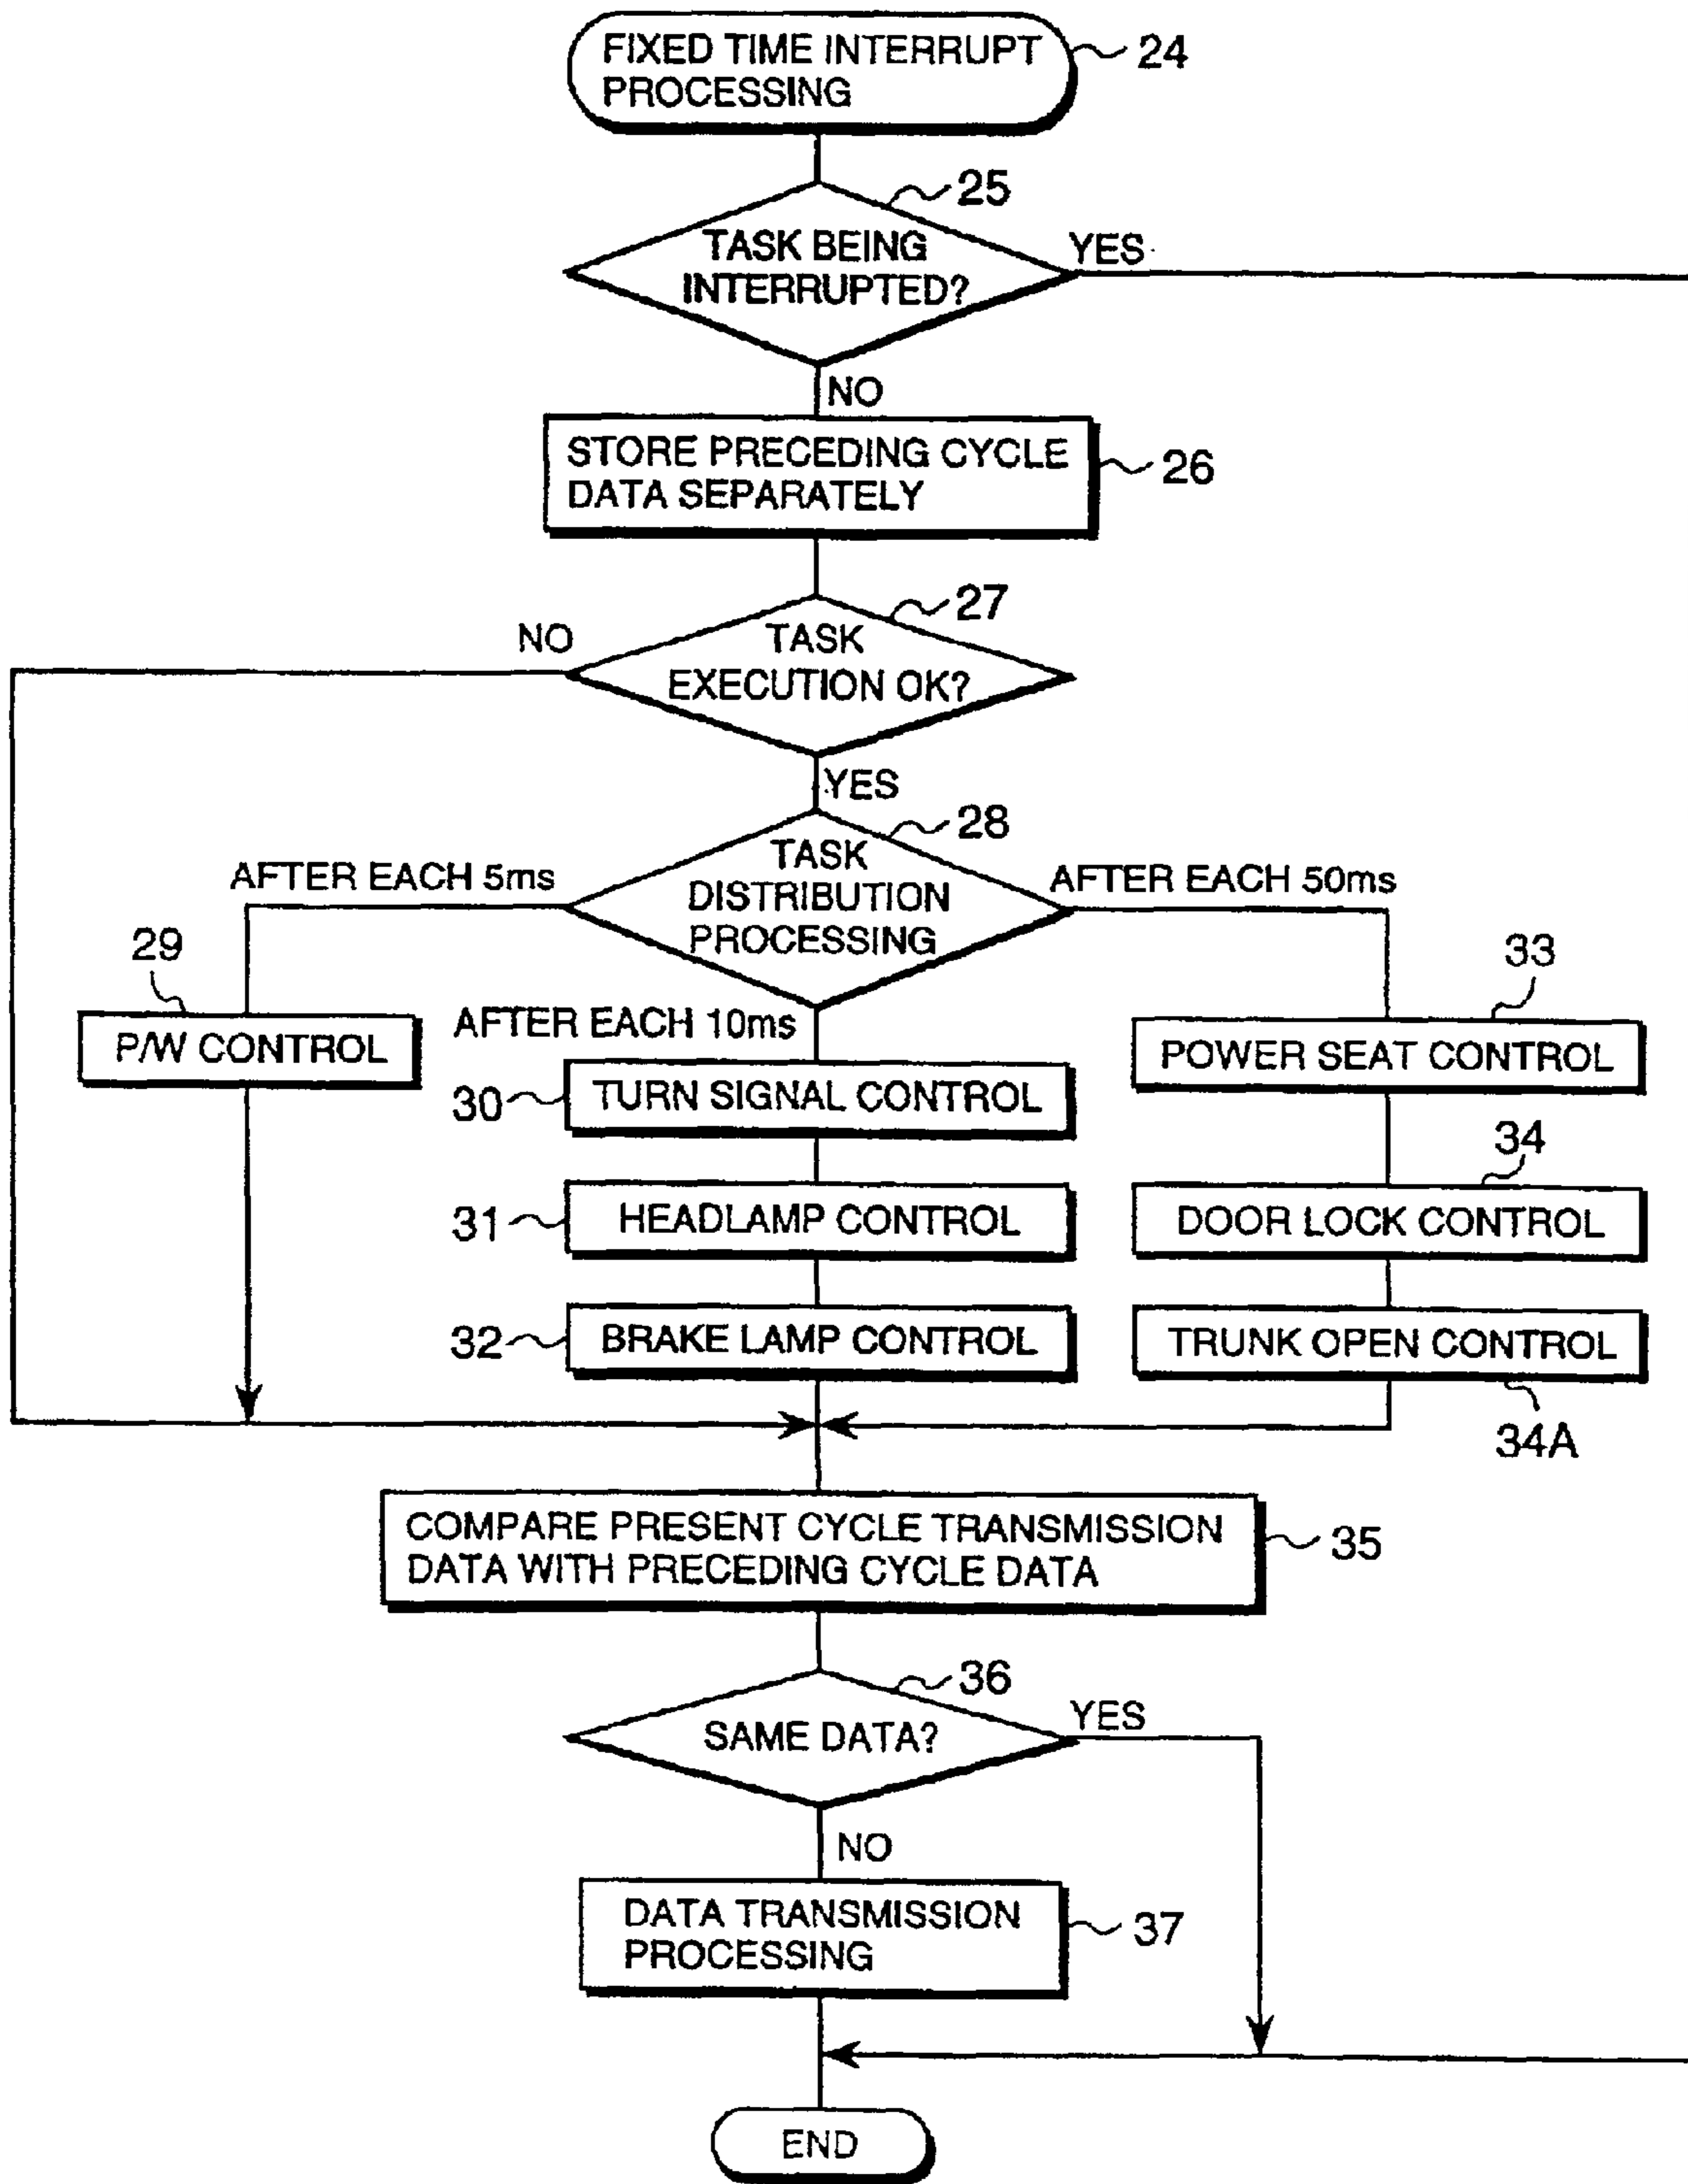 FIXED TIME INTERRUPT
PROCESSING
24
25
TASK BEING
INTERRUPTED?
YES
NO
STORE PRECEDING CYCLE
DATA SEPARATELY
26
27
NO
TASK
EXECUTION OK?
YES
28
TASK
DISTRIBUTION
PROCESSING
AFTER EACH 5ms
AFTER EACH 50ms
29
P/W CONTROL
AFTER EACH 10ms
33
POWER SEAT CONTROL
30
TURN SIGNAL CONTROL
34
31
HEADLAMP CONTROL
DOOR LOCK CONTROL
32
BRAKE LAMP CONTROL
TRUNK OPEN CONTROL
34A
COMPARE PRESENT CYCLE TRANSMISSION
DATA WITH PRECEDING CYCLE DATA
35
36
SAME DATA?
YES
NO
DATA TRANSMISSION
PROCESSING
37
END